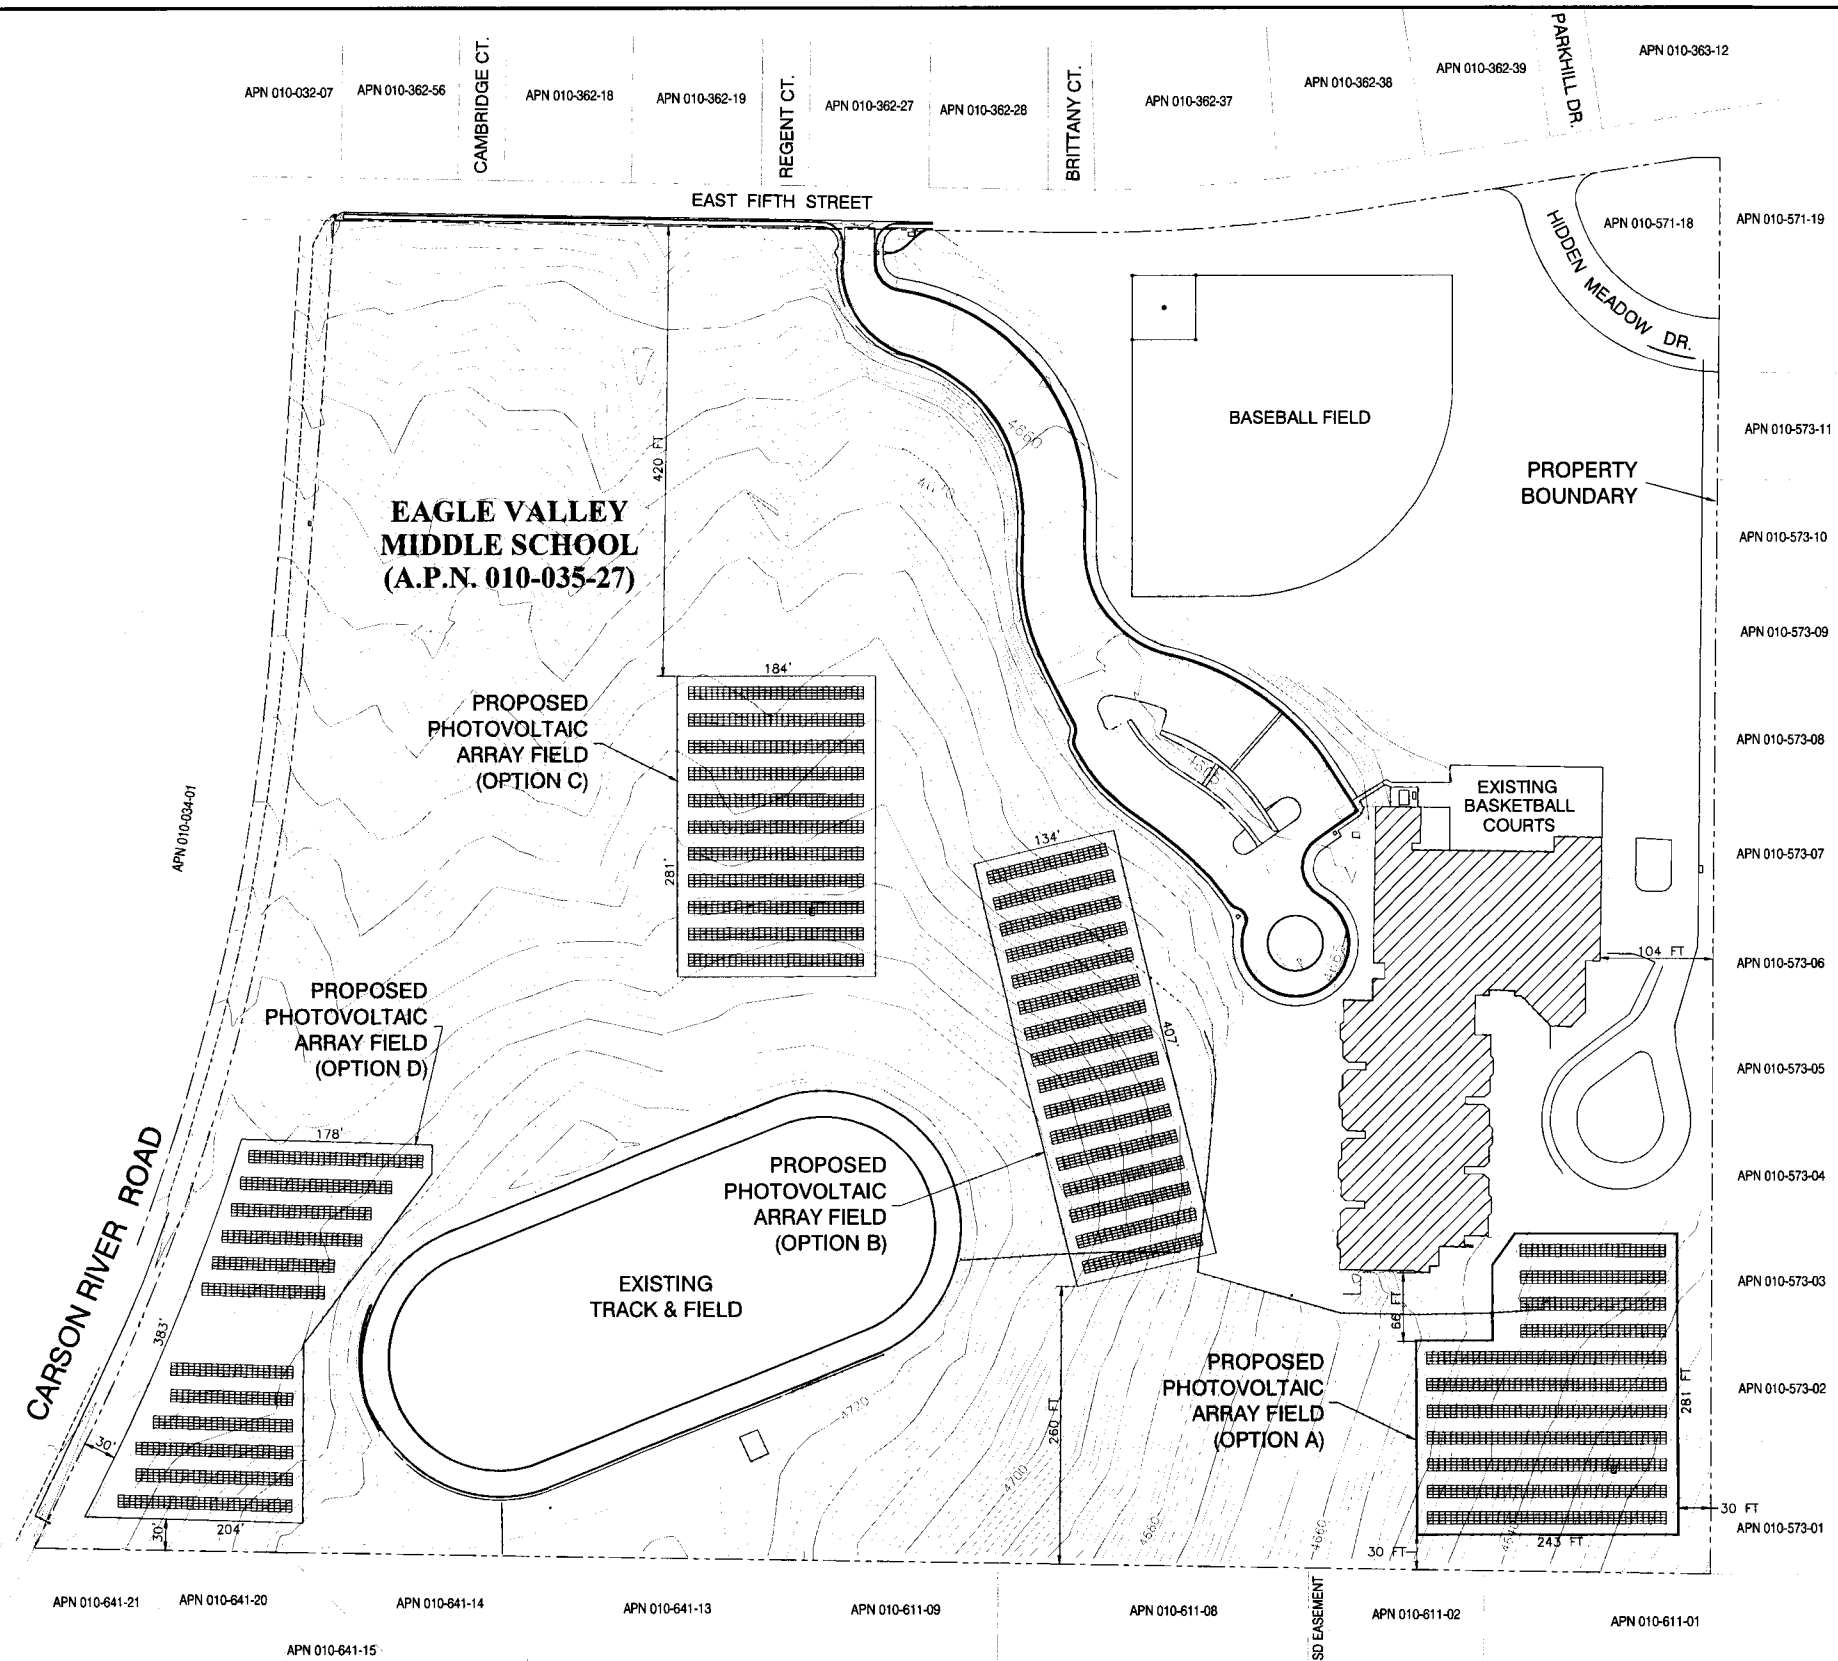 APN 010-032-07
APN 010-362-56
CAMBRIDGE CT.
APN 010-362-18
APN 010-362-19
REGENT CT.
APN 010-362-27
APN 010-362-28
BRITTANY CT.
APN 010-362-37
APN 010-362-38
APN 010-362-39
PARKHILL DR.
APN 010-363-12
EAST FIFTH STREET
HIDDEN MEADOW DR.
APN 010-571-18
APN 010-571-19
420 FT
4660
BASEBALL FIELD
PROPERTY
BOUNDARY
APN 010-573-11
APN 010-573-10
APN 010-573-09
APN 010-573-08
APN 010-573-07
APN 010-573-06
APN 010-573-05
APN 010-573-04
APN 010-573-03
APN 010-573-02
APN 010-573-01
EAGLE VALLEY
MIDDLE SCHOOL
(A.P.N. 010-035-27)
184'
PROPOSED
PHOTOVOLTAIC
ARRAY FIELD
(OPTION C)
281'
APN 010-034-01
EXISTING
BASKETBALL
COURTS
134'
407'
104 FT
PROPOSED
PHOTOVOLTAIC
ARRAY FIELD
(OPTION D)
178'
383'
CARSON RIVER ROAD
30'
30'
204'
PROPOSED
PHOTOVOLTAIC
ARRAY FIELD
(OPTION B)
EXISTING
TRACK & FIELD
4720
260 FT
4700
4680
4660
66 FT
PROPOSED
PHOTOVOLTAIC
ARRAY FIELD
(OPTION A)
281 FT
30 FT
243 FT
30 FT
APN 010-641-21
APN 010-641-20
APN 010-641-15
APN 010-641-14
APN 010-641-13
APN 010-611-09
APN 010-611-08
SD EASEMENT
APN 010-611-02
APN 010-611-01